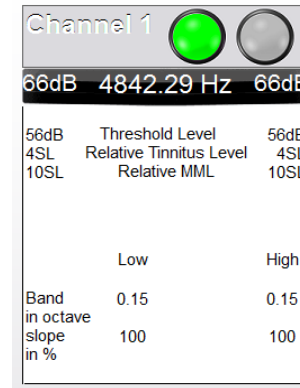 Channel 1
66dB 4842.29 Hz 66dB
56dB Threshold Level 56dB
4SL Relative Tinnitus Level 4SL
10SL Relative MML 10SL
Low High
Band 0.15 0.15
in octave
slope 100 100
in %